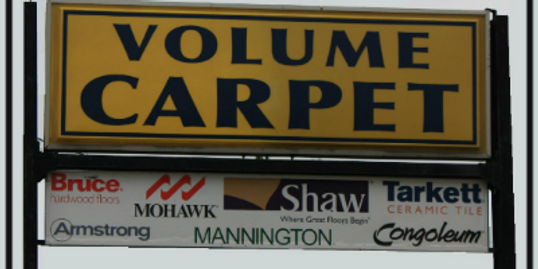 VOLUME
CARPET
Bruce
hardwood floors
MOHAWK
Shaw
Where Great Floors Begin
Tarkett
CERAMIC TILE
Armstrong
MANNINGTON
Congoleum